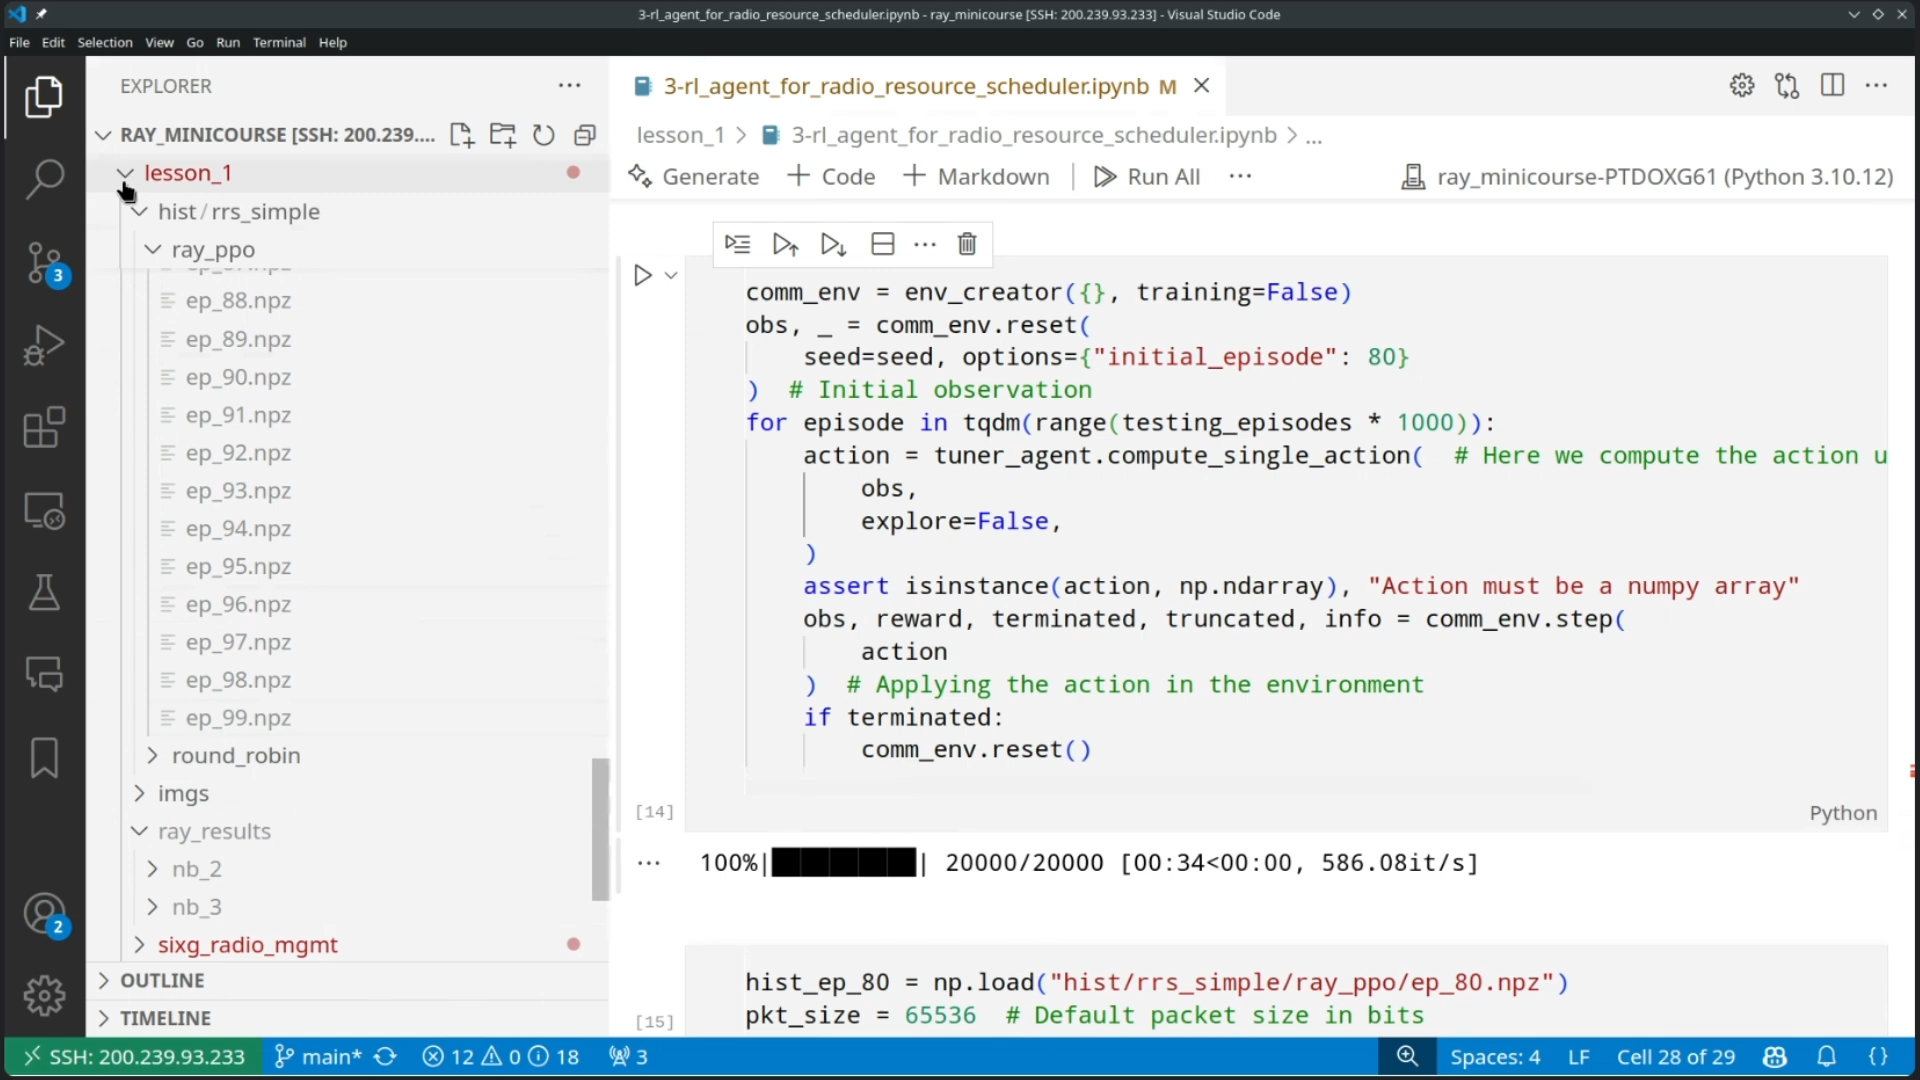 3-rl_agent_for_radio_resource_scheduler.ipynb - ray_minicourse [SSH: 200.239.93.233] - Visual Studio Code
File Edit Selection View Go Run Terminal Help
EXPLORER
RAY_MINICOURSE [SSH: 200.239....
lesson_1
hist / rrs_simple
ray_ppo
ep_88.npz
ep_89.npz
ep_90.npz
ep_91.npz
ep_92.npz
ep_93.npz
ep_94.npz
ep_95.npz
ep_96.npz
ep_97.npz
ep_98.npz
ep_99.npz
round_robin
imgs
ray_results
nb_2
nb_3
sixg_radio_mgmt
OUTLINE
TIMELINE
3
2
3-rl_agent_for_radio_resource_scheduler.ipynb M
lesson_1 > 3-rl_agent_for_radio_resource_scheduler.ipynb > ...
Generate + Code + Markdown Run All ... ray_minicourse-PTDOXG61 (Python 3.10.12)
comm_env = env_creator({}, training=False)
obs, _ = comm_env.reset(
seed=seed, options={"initial_episode": 80}
) # Initial observation
for episode in tqdm(range(testing_episodes * 1000)):
action = tuner_agent.compute_single_action( # Here we compute the action u
obs,
explore=False,
)
assert isinstance(action, np.ndarray), "Action must be a numpy array"
obs, reward, terminated, truncated, info = comm_env.step(
action
) # Applying the action in the environment
if terminated:
comm_env.reset()
[14]
Python
... 100%|████████| 20000/20000 [00:34<00:00, 586.08it/s]
hist_ep_80 = np.load("hist/rrs_simple/ray_ppo/ep_80.npz")
pkt_size = 65536 # Default packet size in bits
[15]
SSH: 200.239.93.233 main* 12 0 18 3 Spaces: 4 LF Cell 28 of 29 {}